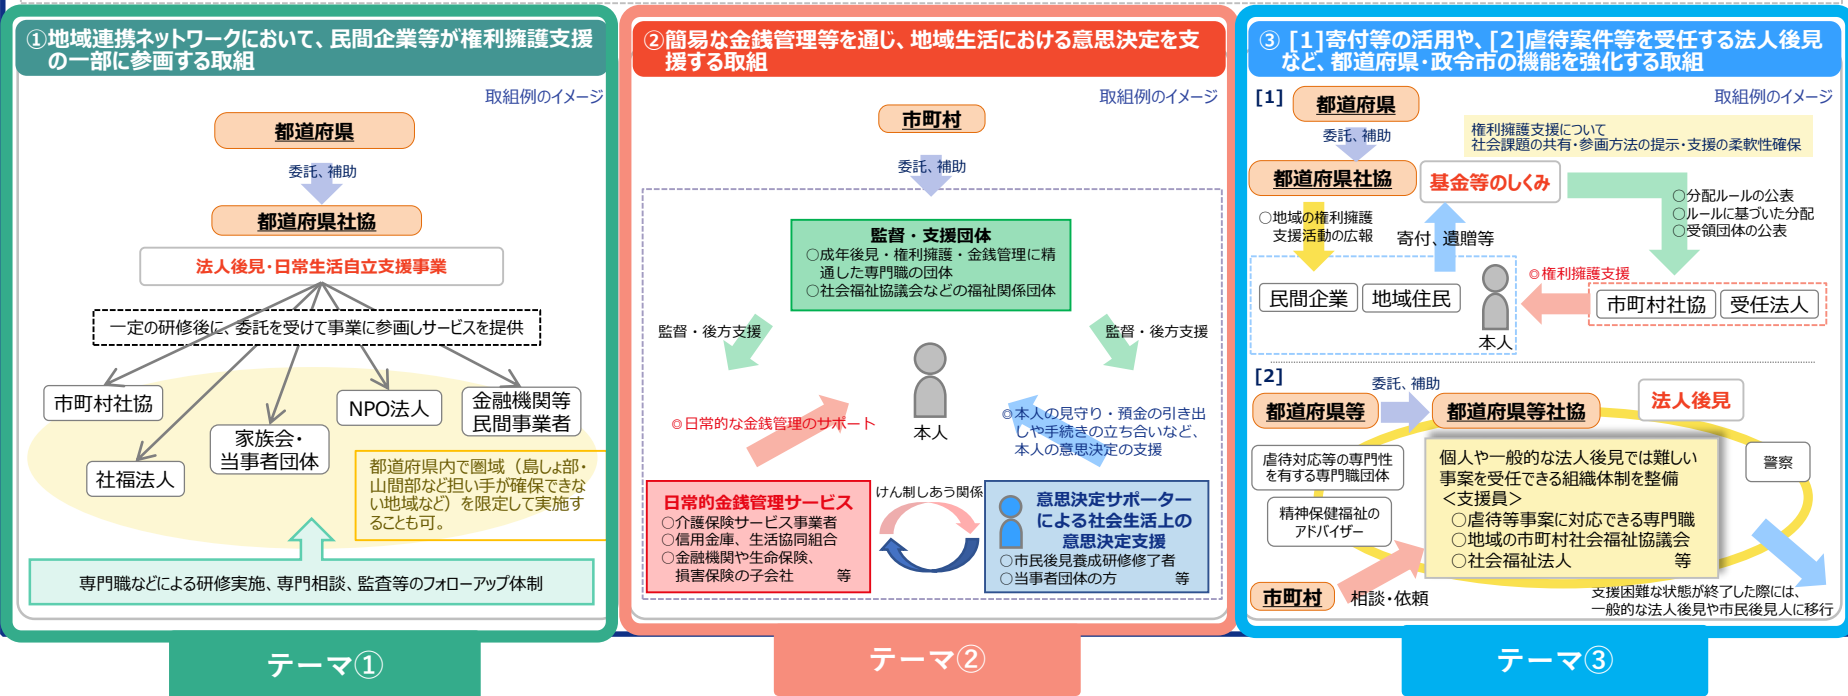 ①地域連携ネットワークにおいて、民間企業等が権利擁護支援
の一部に参画する取組
取組例のイメージ
都道府県
委託、補助
都道府県社協
法人後見・日常生活自立支援事業
一定の研修後に、委託を受けて事業に参画しサービスを提供
市町村社協
社福法人
家族会・
当事者団体
NPO法人
金融機関等
民間事業者
都道府県内で圏域（島しょ部・
山間部など担い手が確保できな
い地域など）を限定して実施す
ることも可。
専門職などによる研修実施、専門相談、監査等のフォローアップ体制
テーマ①
②簡易な金銭管理等を通じ、地域生活における意思決定を支
援する取組
取組例のイメージ
市町村
委託、補助
監督・支援団体
○成年後見・権利擁護・金銭管理に精
通した専門職の団体
○社会福祉協議会などの福祉関係団体
監督・後方支援
監督・後方支援
本人
◎日常的な金銭管理のサポート
◎本人の見守り・預金の引き出
しや手続きの立ち合いなど、
本人の意思決定の支援
日常的金銭管理サービス
○介護保険サービス事業者
○信用金庫、生活協同組合
○金融機関や生命保険、
損害保険の子会社　等
けん制しあう関係
意思決定サポーター
による社会生活上の
意思決定支援
○市民後見養成研修修了者
○当事者団体の方　等
テーマ②
③ [1]寄付等の活用や、[2]虐待案件等を受任する法人後見
など、都道府県・政令市の機能を強化する取組
取組例のイメージ
[1]
都道府県
委託、補助
権利擁護支援について
社会課題の共有・参画方法の提示・支援の柔軟性確保
都道府県社協
基金等のしくみ
○分配ルールの公表
○ルールに基づいた分配
○受領団体の公表
○地域の権利擁護
支援活動の広報
寄付、遺贈等
◎権利擁護支援
民間企業
地域住民
本人
市町村社協
受任法人
[2]
都道府県等
委託、補助
都道府県等社協
法人後見
虐待対応等の専門性
を有する専門職団体
精神保健福祉の
アドバイザー
個人や一般的な法人後見では難しい
事案を受任できる組織体制を整備
＜支援員＞
○虐待等事案に対応できる専門職
○地域の市町村社会福祉協議会
○社会福祉法人　等
警察
市町村
相談・依頼
支援困難な状態が終了した際には、
一般的な法人後見や市民後見人に移行
テーマ③